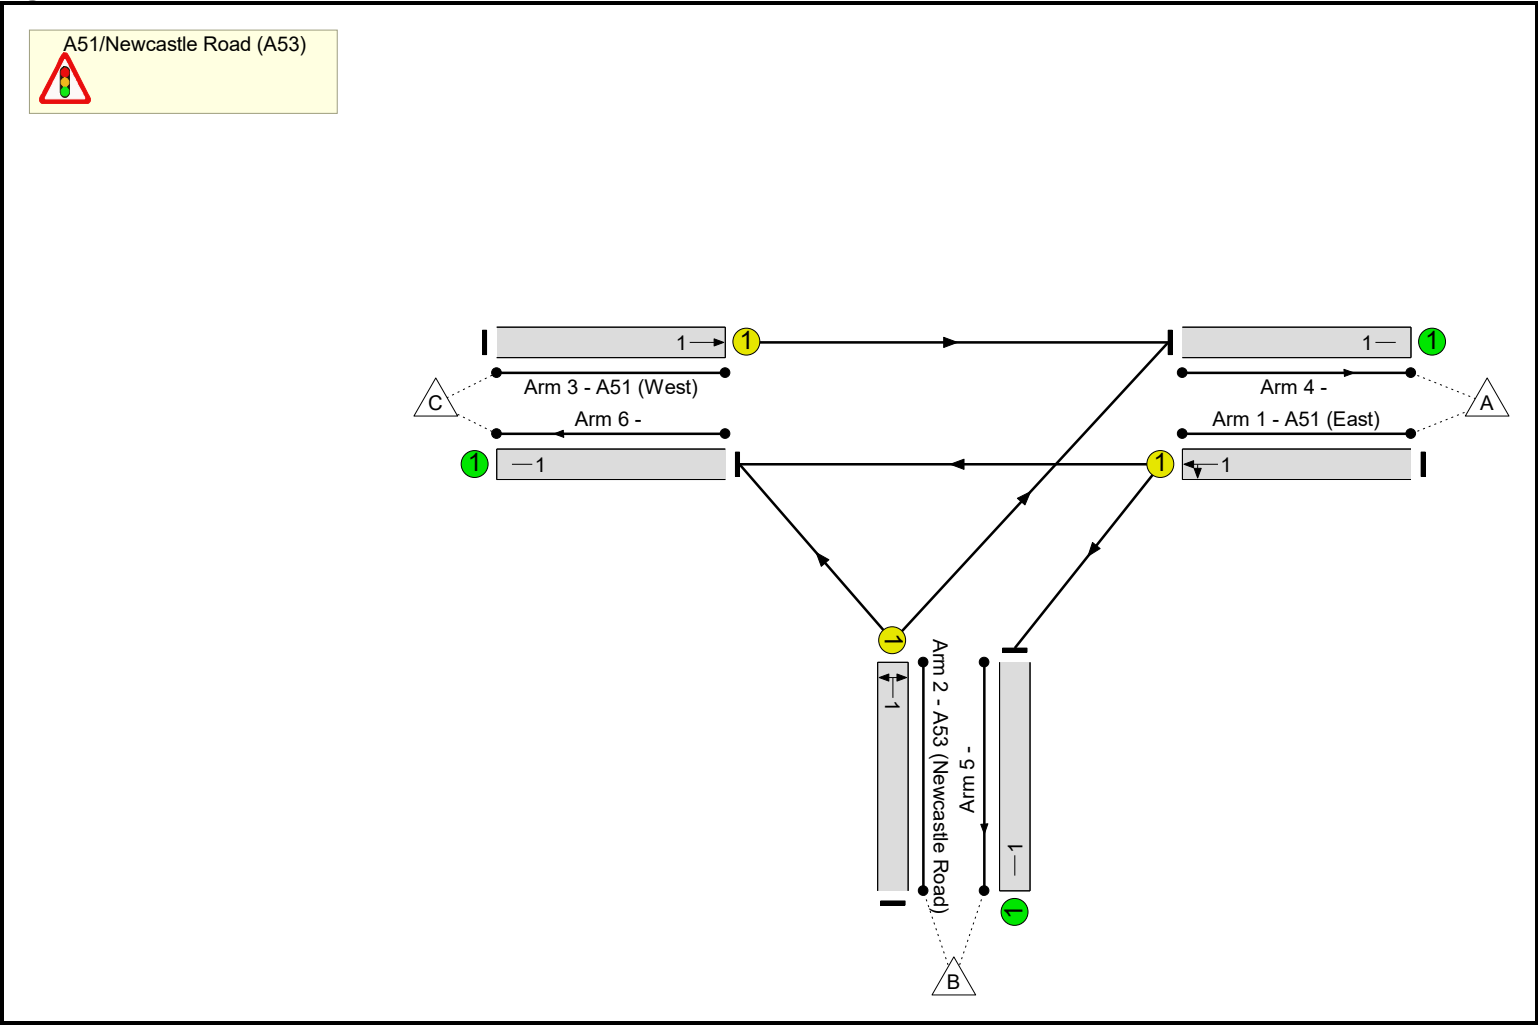 A51/Newcastle Road (A53)
1
1
1
1
Arm 3 - A51 (West)
Arm 4 -
C
A
Arm 6 -
Arm 1 - A51 (East)
1
1
1
1
1
1
Arm 2 - A53 (Newcastle Road)
Arm 5 -
1
1
B